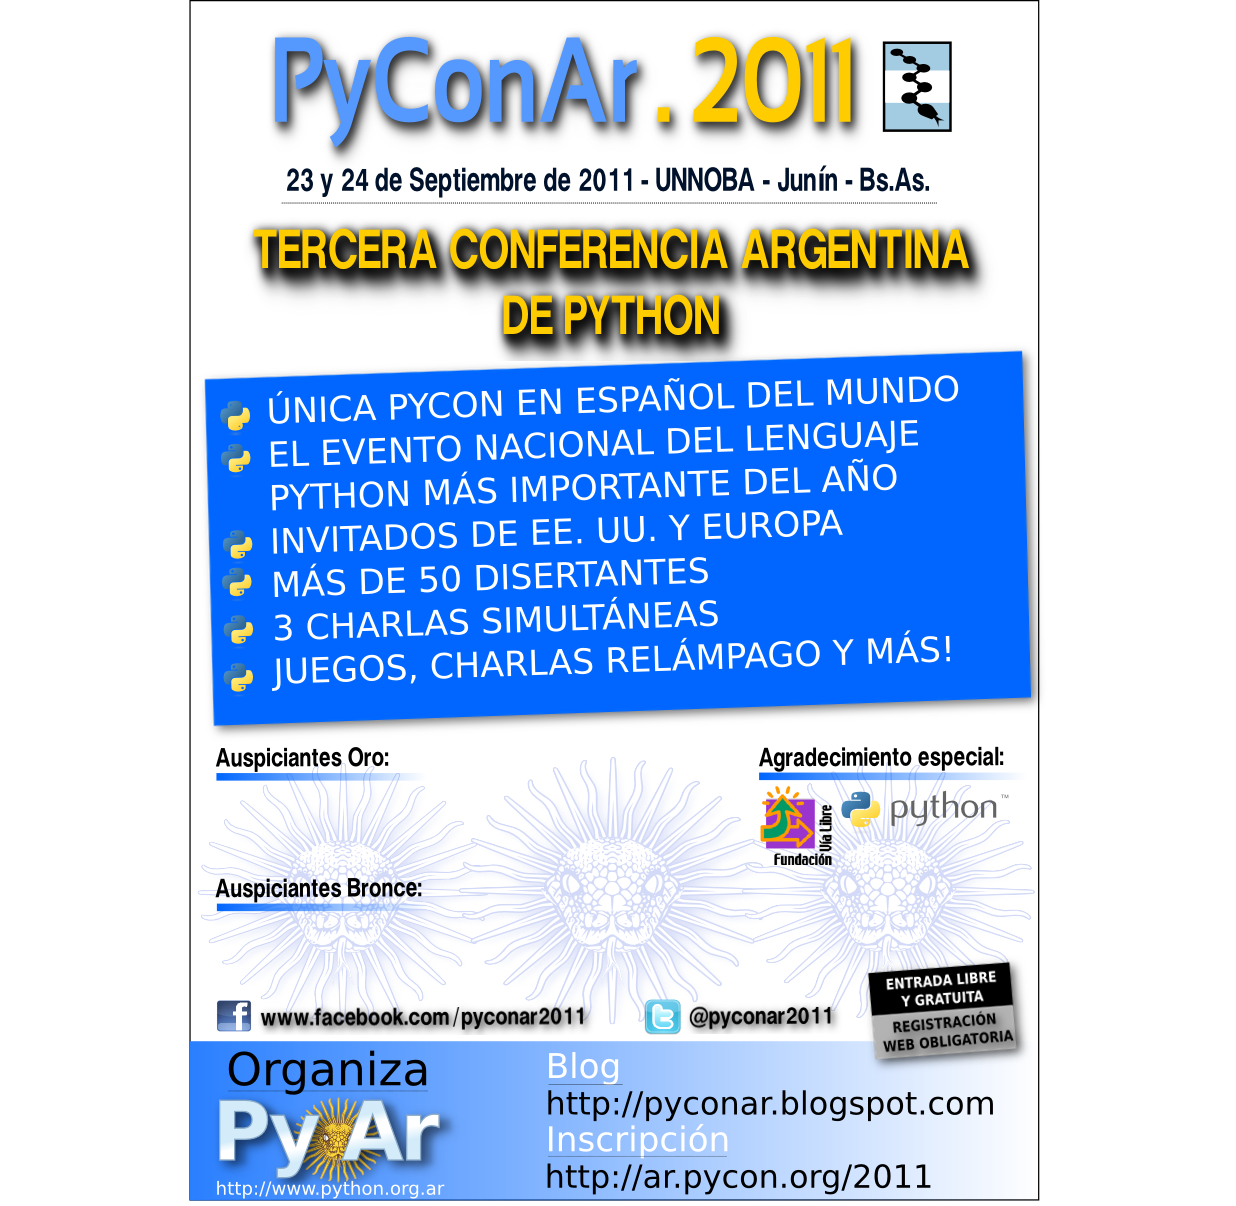 PyConAr . 2011
23 y 24 de Septiembre de 2011 - UNNOBA - Junín - Bs.As.
TERCERA CONFERENCIA ARGENTINA
DE PYTHON
ÚNICA PYCON EN ESPAÑOL DEL MUNDO
EL EVENTO NACIONAL DEL LENGUAJE
PYTHON MÁS IMPORTANTE DEL AÑO
INVITADOS DE EE. UU. Y EUROPA
MÁS DE 50 DISERTANTES
3 CHARLAS SIMULTÁNEAS
JUEGOS, CHARLAS RELÁMPAGO Y MÁS!
Auspiciantes Oro:
Agradecimiento especial:
Fundación
Vía Libre
python™
Auspiciantes Bronce:
www.facebook.com/pyconar2011
@pyconar2011
ENTRADA LIBRE
Y GRATUITA
REGISTRACIÓN
WEB OBLIGATORIA
Organiza
PyAr
http://www.python.org.ar
Blog
http://pyconar.blogspot.com
Inscripción
http://ar.pycon.org/2011